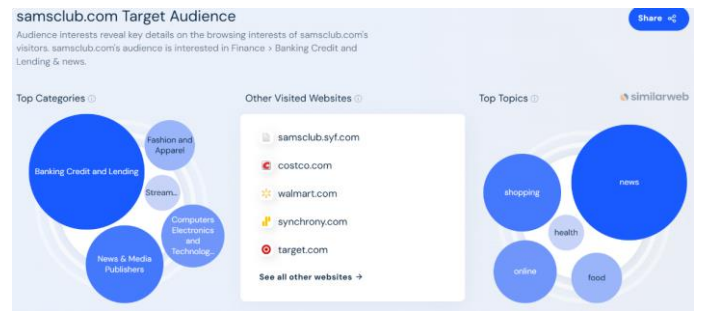 samsclub.com Target Audience
Share
Audience interests reveal key details on the browsing interests of samsclub.com's
visitors. samsclub.com's audience is interested in Finance > Banking Credit and
Lending & news.
Top Categories
Other Visited Websites
Top Topics
similarweb
Fashion and
Apparel
Banking Credit and Lending
Stream...
Computers
Electronics
and
Technolog...
News & Media
Publishers
samsclub.syf.com
costco.com
walmart.com
synchrony.com
target.com
See all other websites →
news
shopping
health
online
food